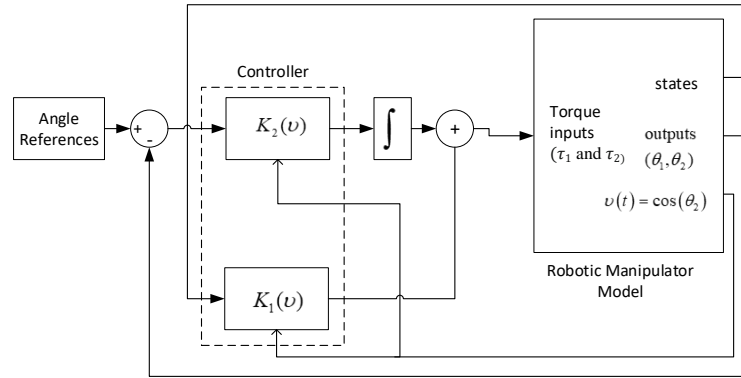 Controller
Angle
References
+
-
K₂(υ)
∫
+
K₁(υ)
states
Torque
inputs
(τ₁ and τ₂)
outputs
(θ₁,θ₂)
υ(t) = cos(θ₂)
Robotic Manipulator
Model